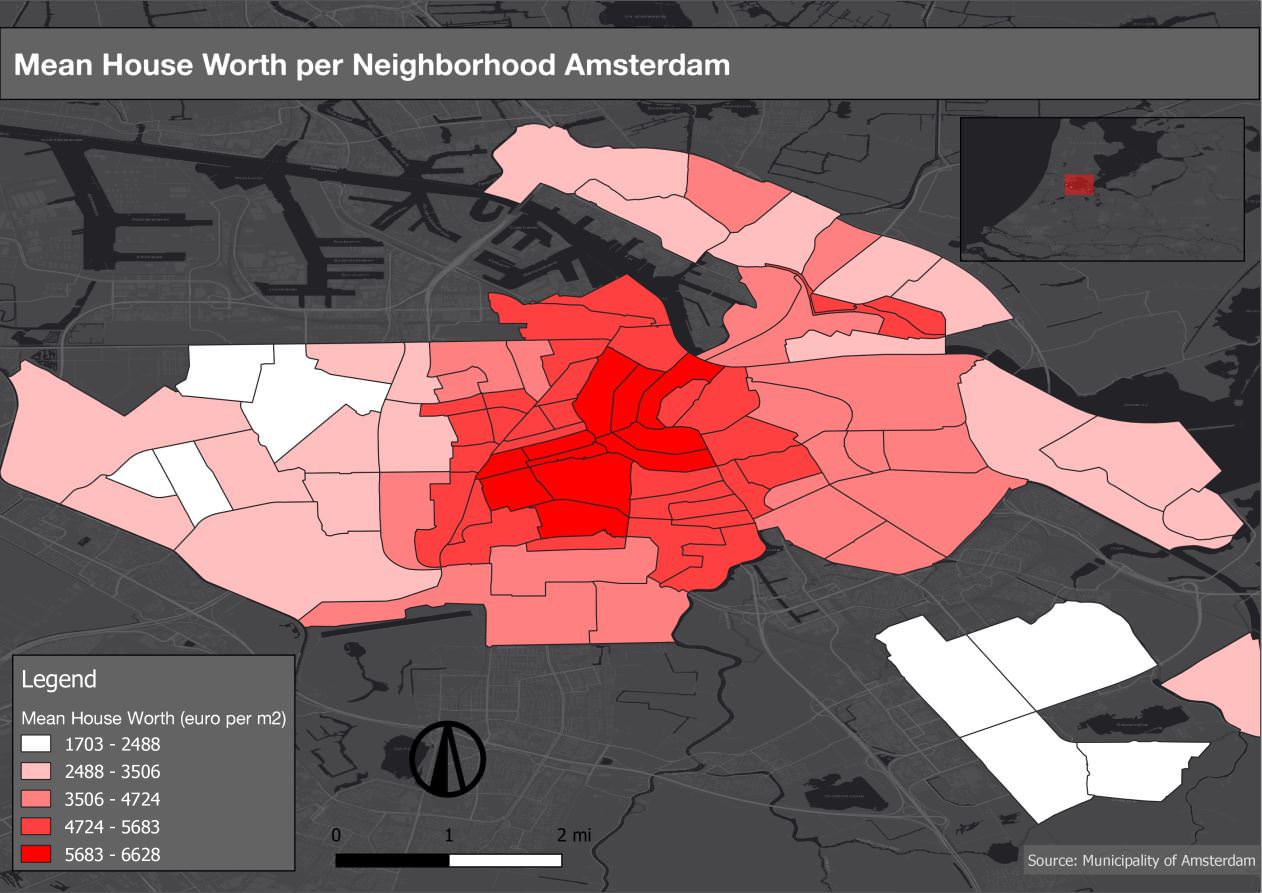 Mean House Worth per Neighborhood Amsterdam
Legend
Mean House Worth (euro per m2)
1703 - 2488
2488 - 3506
3506 - 4724
4724 - 5683
5683 - 6628
0 1 2 mi
Source: Municipality of Amsterdam